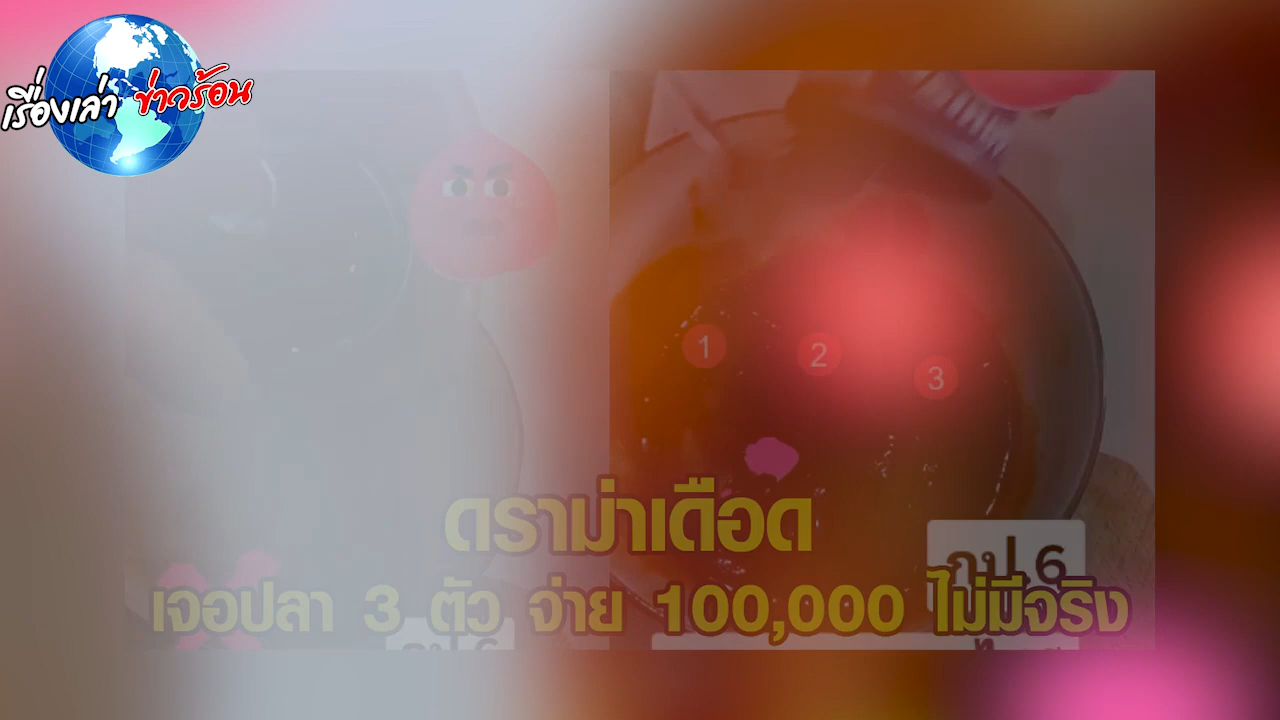 เรื่องเล่า ข่าวร้อน
1
2
3
ดราม่าเดือด
เจอปลา 3 ตัว จ่าย 100,000 ไม่มีจริง